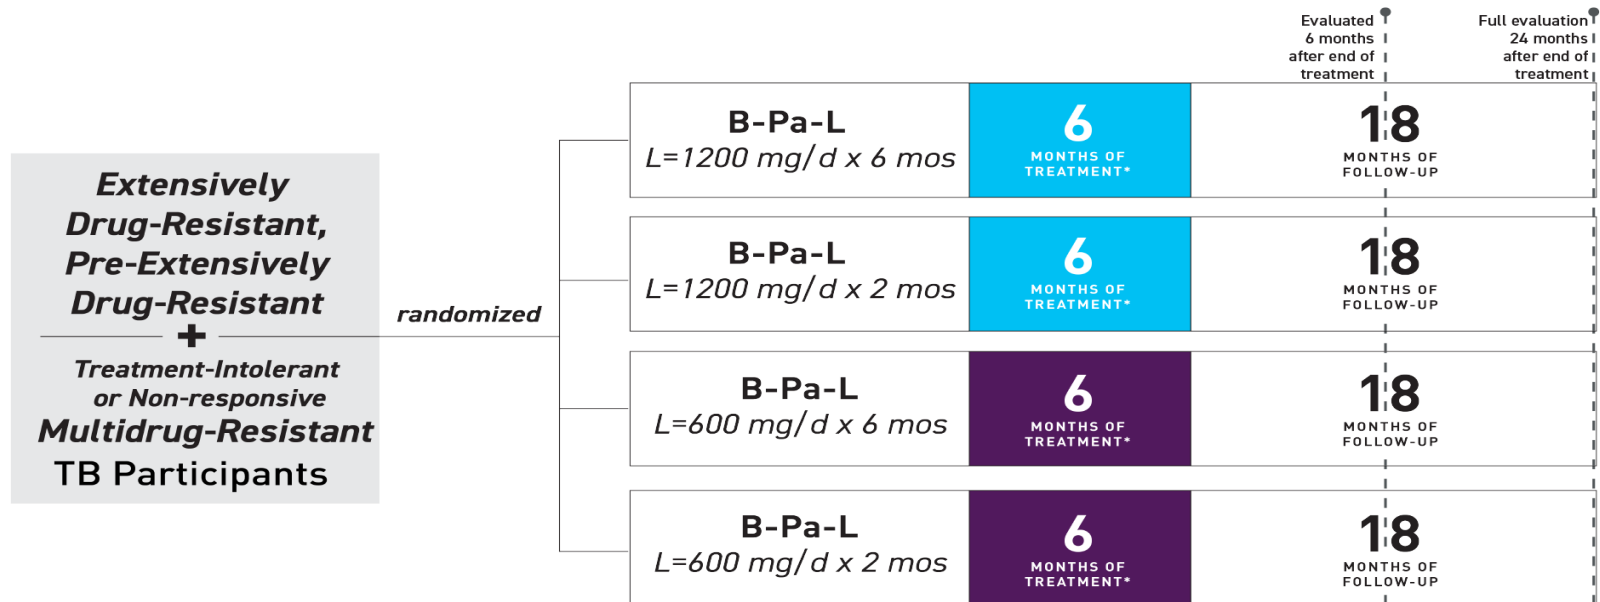 Evaluated
6 months
after end of
treatment
Full evaluation
24 months
after end of
treatment
Extensively
Drug-Resistant,
Pre-Extensively
Drug-Resistant
+
Treatment-Intolerant
or Non-responsive
Multidrug-Resistant
TB Participants
randomized
B-Pa-L
L=1200 mg/d x 6 mos
6
MONTHS OF
TREATMENT*
18
MONTHS OF
FOLLOW-UP
B-Pa-L
L=1200 mg/d x 2 mos
6
MONTHS OF
TREATMENT*
18
MONTHS OF
FOLLOW-UP
B-Pa-L
L=600 mg/d x 6 mos
6
MONTHS OF
TREATMENT*
18
MONTHS OF
FOLLOW-UP
B-Pa-L
L=600 mg/d x 2 mos
6
MONTHS OF
TREATMENT*
18
MONTHS OF
FOLLOW-UP